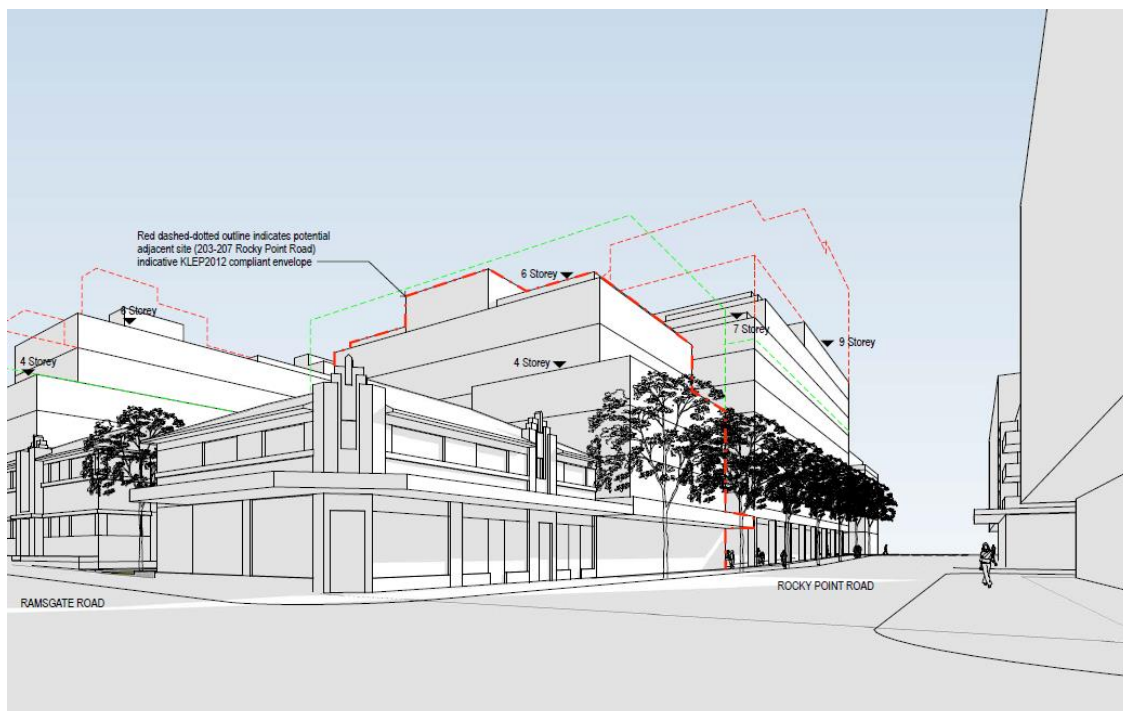 Red dashed-dotted outline indicates potential
adjacent site (203-207 Rocky Point Road)
indicative KLEP2012 compliant envelope
6 Storey
6 Storey
7 Storey
9 Storey
4 Storey
4 Storey
ROCKY POINT ROAD
RAMSGATE ROAD